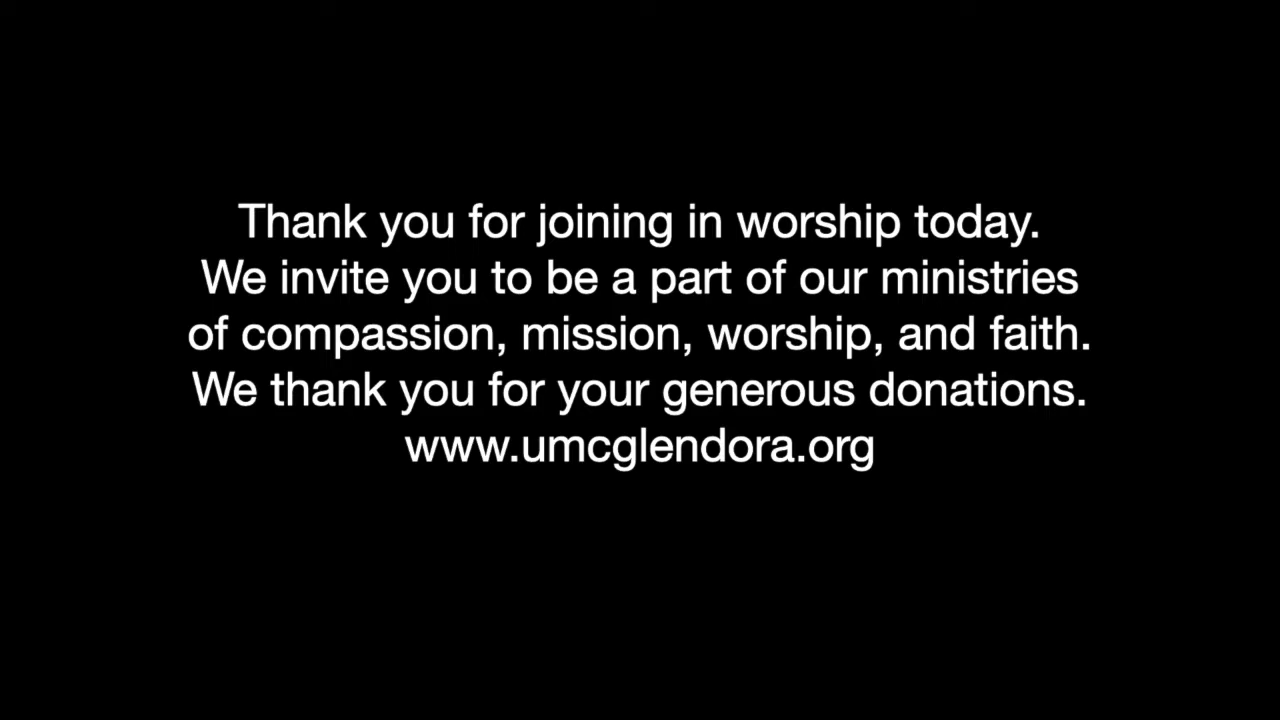 Thank you for joining in worship today.
We invite you to be a part of our ministries
of compassion, mission, worship, and faith.
We thank you for your generous donations.
www.umcglendora.org